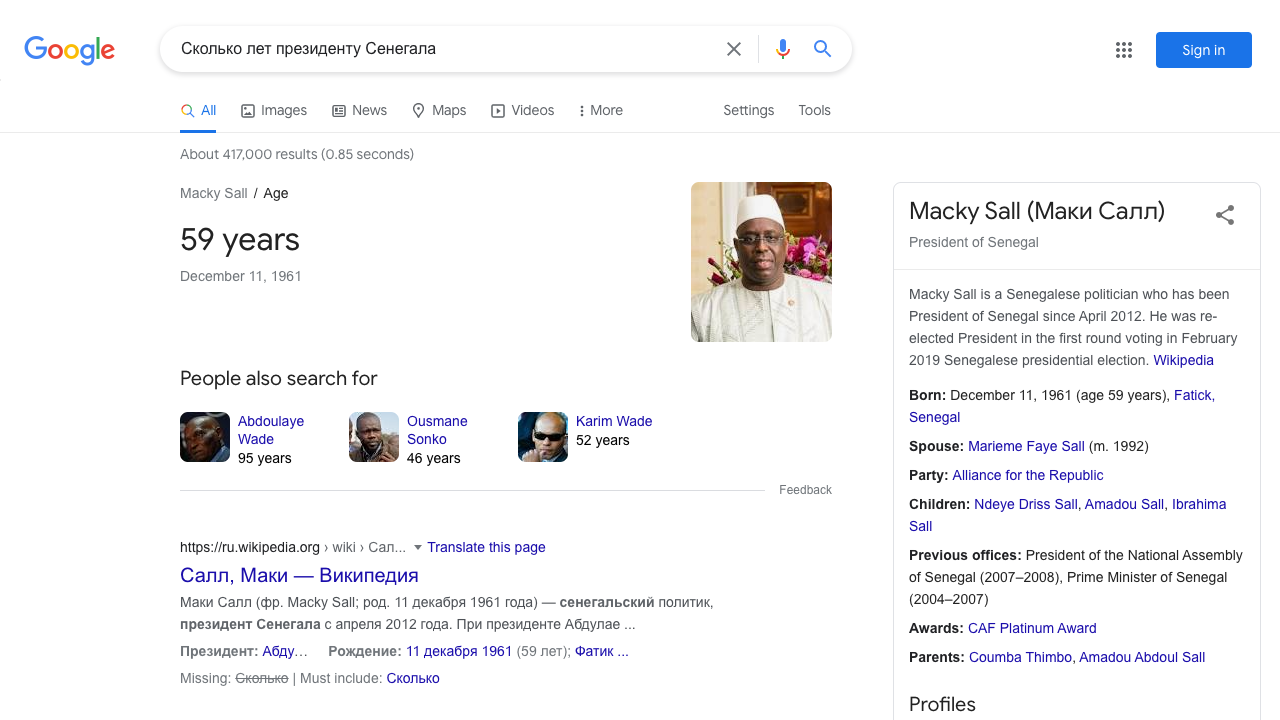 Google
Сколько лет президенту Сенегала
Sign in
All Images News Maps Videos More Settings Tools
About 417,000 results (0.85 seconds)
Macky Sall / Age
59 years
December 11, 1961
People also search for
Abdoulaye Wade
95 years
Ousmane Sonko
46 years
Karim Wade
52 years
Feedback
https://ru.wikipedia.org › wiki › Сал... Translate this page
Салл, Маки — Википедия
Маки Салл (фр. Macky Sall; род. 11 декабря 1961 года) — сенегальский политик,
президент Сенегала с апреля 2012 года. При президенте Абдулае ...
Президент: Абду... Рождение: 11 декабря 1961 (59 лет); Фатик ...
Missing: Сколько | Must include: Сколько
Macky Sall (Маки Салл)
President of Senegal
Macky Sall is a Senegalese politician who has been
President of Senegal since April 2012. He was re-
elected President in the first round voting in February
2019 Senegalese presidential election. Wikipedia
Born: December 11, 1961 (age 59 years), Fatick,
Senegal
Spouse: Marieme Faye Sall (m. 1992)
Party: Alliance for the Republic
Children: Ndeye Driss Sall, Amadou Sall, Ibrahima
Sall
Previous offices: President of the National Assembly
of Senegal (2007–2008), Prime Minister of Senegal
(2004–2007)
Awards: CAF Platinum Award
Parents: Coumba Thimbo, Amadou Abdoul Sall
Profiles